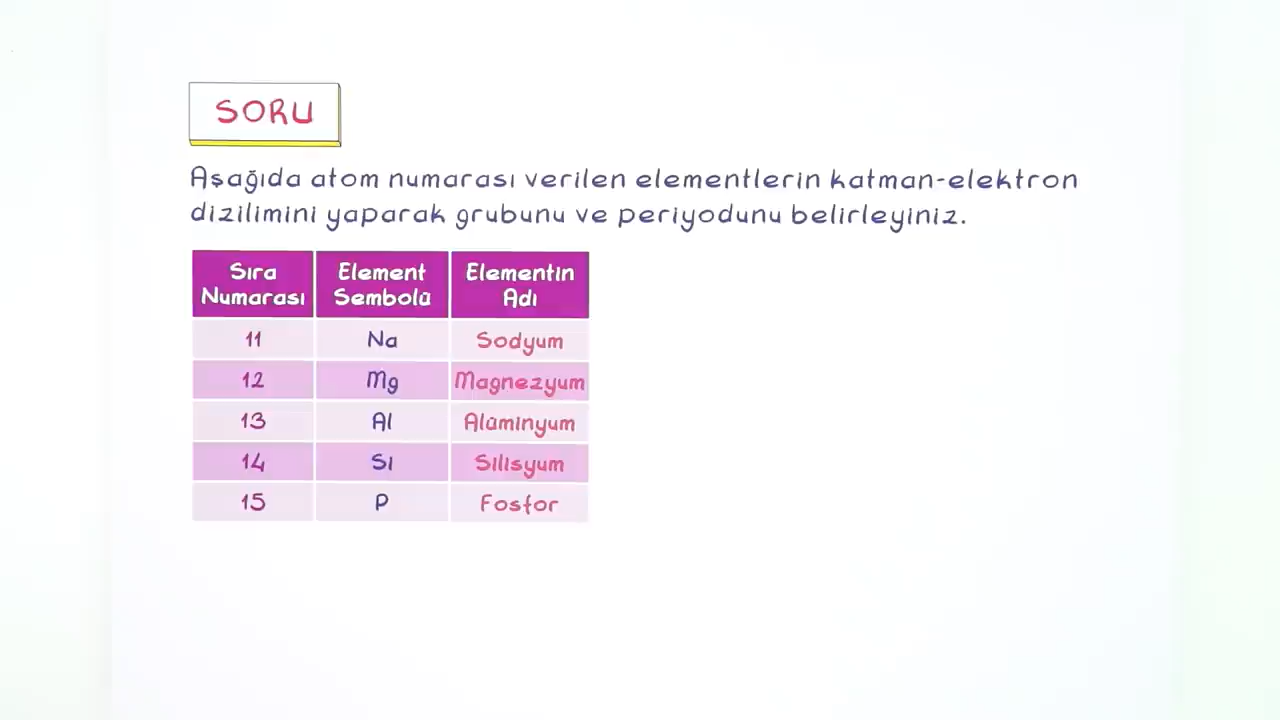 SORU
Aşağıda atom numarası verilen elementlerin katman-elektron
dizilimini yaparak grubunu ve periyodunu belirleyiniz.
Sıra Numarası Element Sembolü Elementin Adı
11 Na Sodyum
12 Mg Magnezyum
13 Al Alüminyum
14 Si Silisyum
15 P Fosfor